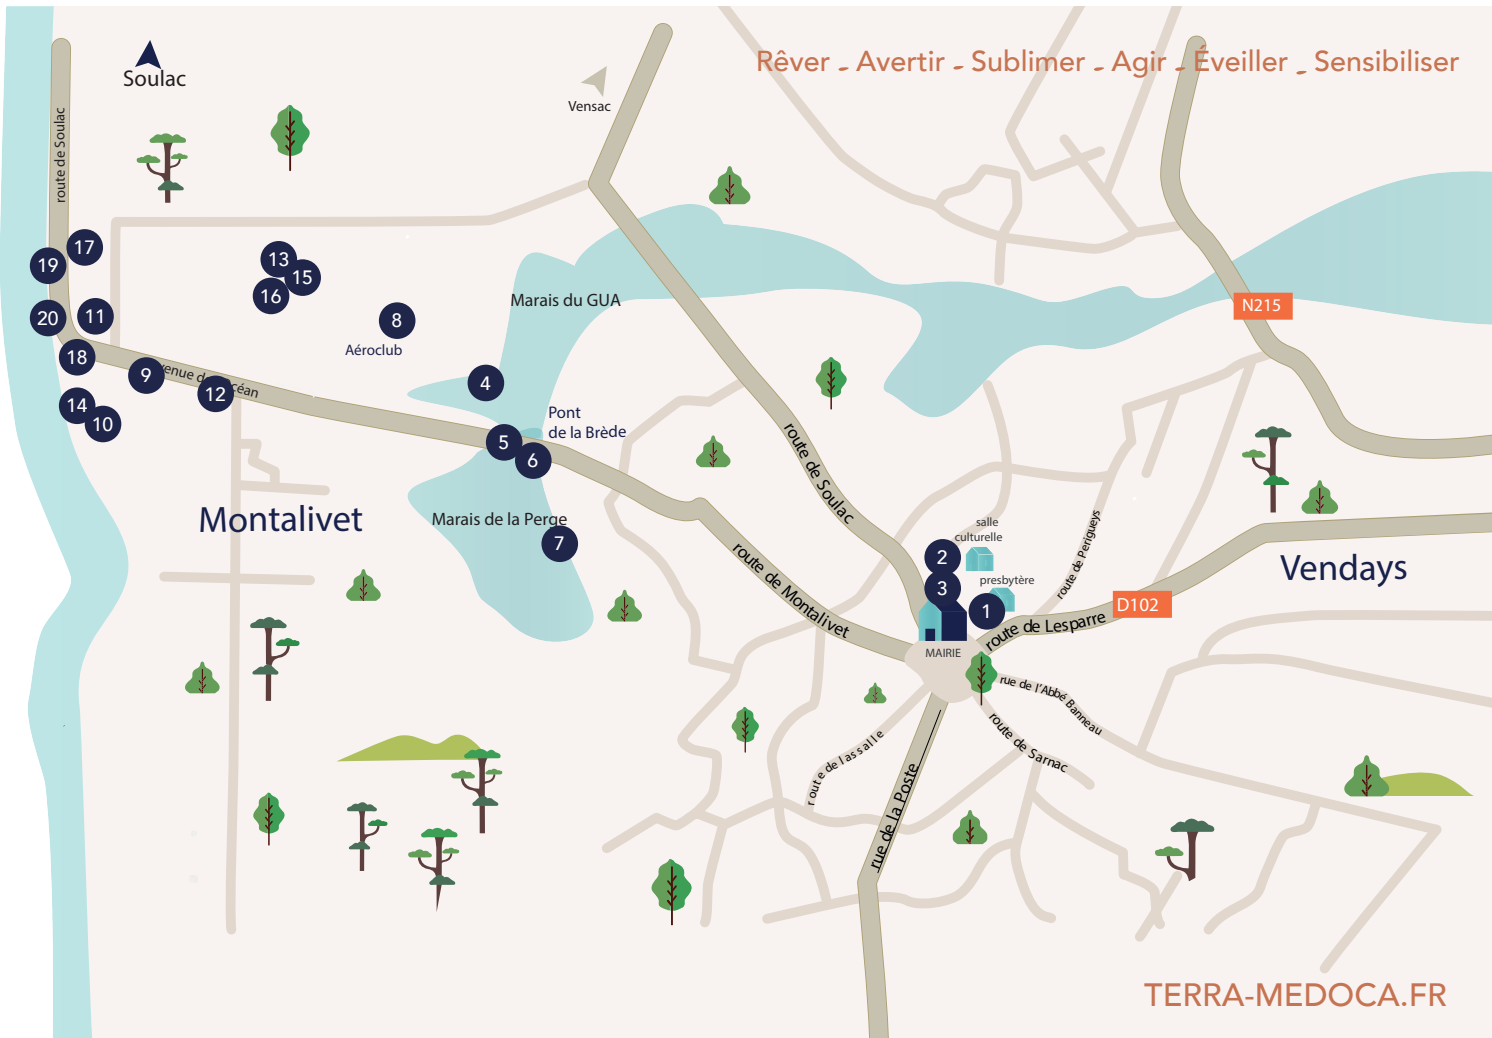 Rêver - Avertir - Sublimer - Agir - Éveiller - Sensibiliser
Soulac
Vensac
route de Soulac
17
19
13
15
16
20
11
8
Aéroclub
Marais du GUA
N215
18
9
12
14
10
4
Pont
de la Brède
5
6
Montalivet
Marais de la Perge
7
route de Soulac
route de Montalivet
salle
culturelle
2
presbytère
3
1
MAIRIE
route de Perigueys
route de Lesparre
D102
Vendays
rue de l'Abbé Banneau
route de Sarnac
route de lassalle
rue de la Poste
TERRA-MEDOCA.FR